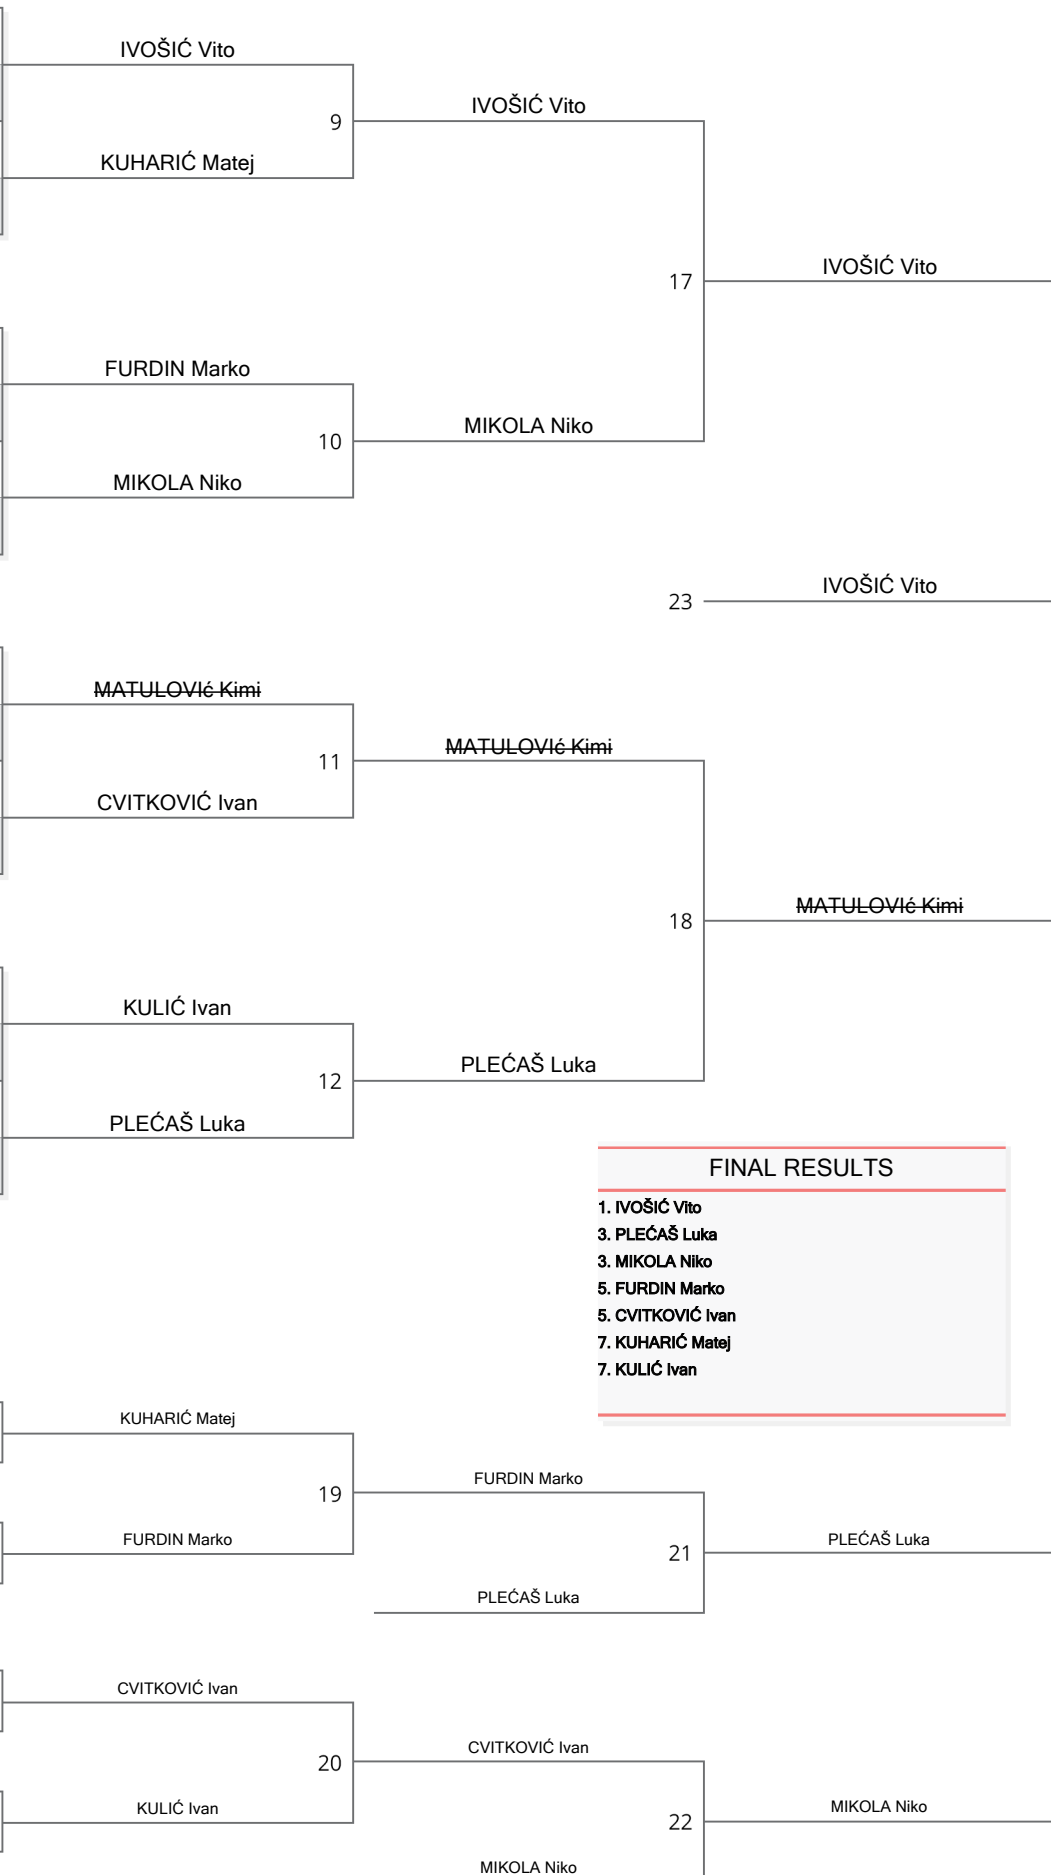 IVOŠIĆ Vito
9
IVOŠIĆ Vito
KUHARIĆ Matej
17
IVOŠIĆ Vito
FURDIN Marko
10
MIKOLA Niko
MIKOLA Niko
23
IVOŠIĆ Vito
MATULOVIć Kimi
11
MATULOVIć Kimi
CVITKOVIĆ Ivan
18
MATULOVIć Kimi
KULIĆ Ivan
12
PLEĆAŠ Luka
PLEĆAŠ Luka
FINAL RESULTS
1. IVOŠIĆ Vito
3. PLEĆAŠ Luka
3. MIKOLA Niko
5. FURDIN Marko
5. CVITKOVIĆ Ivan
7. KUHARIĆ Matej
7. KULIĆ Ivan
KUHARIĆ Matej
19
FURDIN Marko
FURDIN Marko
21
PLEĆAŠ Luka
PLEĆAŠ Luka
CVITKOVIĆ Ivan
20
CVITKOVIĆ Ivan
KULIĆ Ivan
22
MIKOLA Niko
MIKOLA Niko